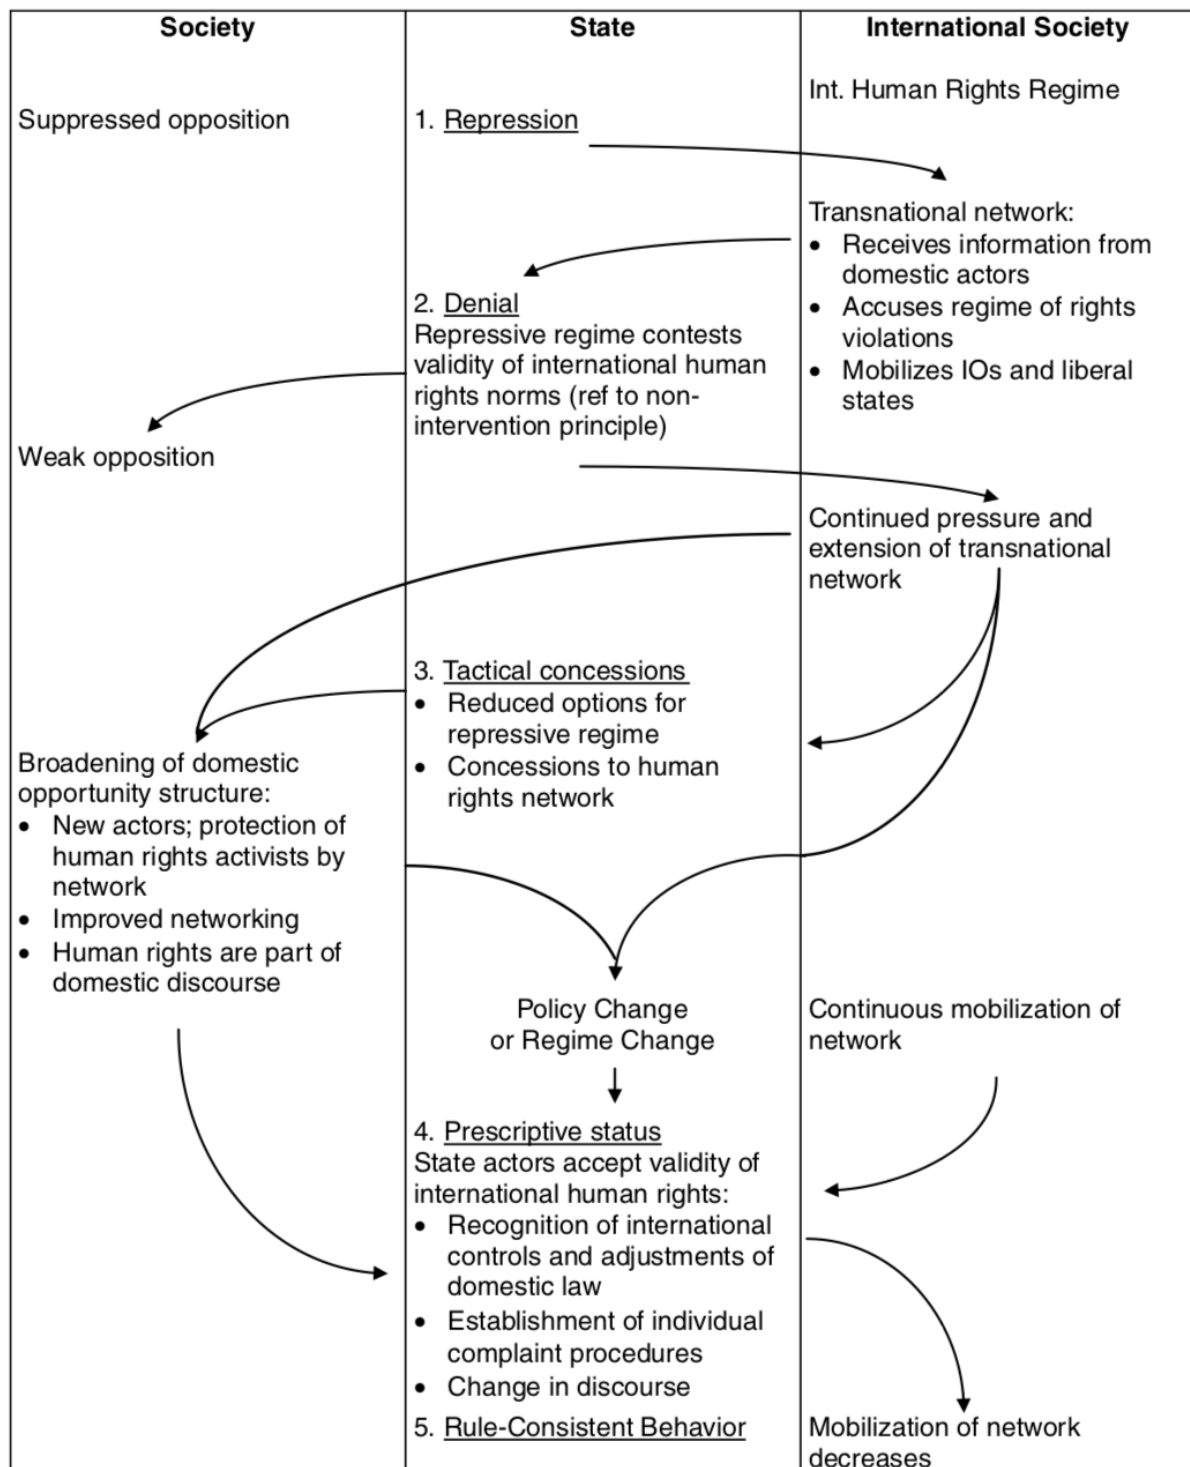 Society
State
International Society
Int. Human Rights Regime
Suppressed opposition
1. Repression
Transnational network:
• Receives information from
domestic actors
• Accuses regime of rights
violations
• Mobilizes IOs and liberal
states
2. Denial
Repressive regime contests
validity of international human
rights norms (ref to non-
intervention principle)
Weak opposition
Continued pressure and
extension of transnational
network
3. Tactical concessions
• Reduced options for
repressive regime
• Concessions to human
rights network
Broadening of domestic
opportunity structure:
• New actors; protection of
human rights activists by
network
• Improved networking
• Human rights are part of
domestic discourse
Policy Change
or Regime Change
Continuous mobilization of
network
4. Prescriptive status
State actors accept validity of
international human rights:
• Recognition of international
controls and adjustments of
domestic law
• Establishment of individual
complaint procedures
• Change in discourse
5. Rule-Consistent Behavior
Mobilization of network
decreases